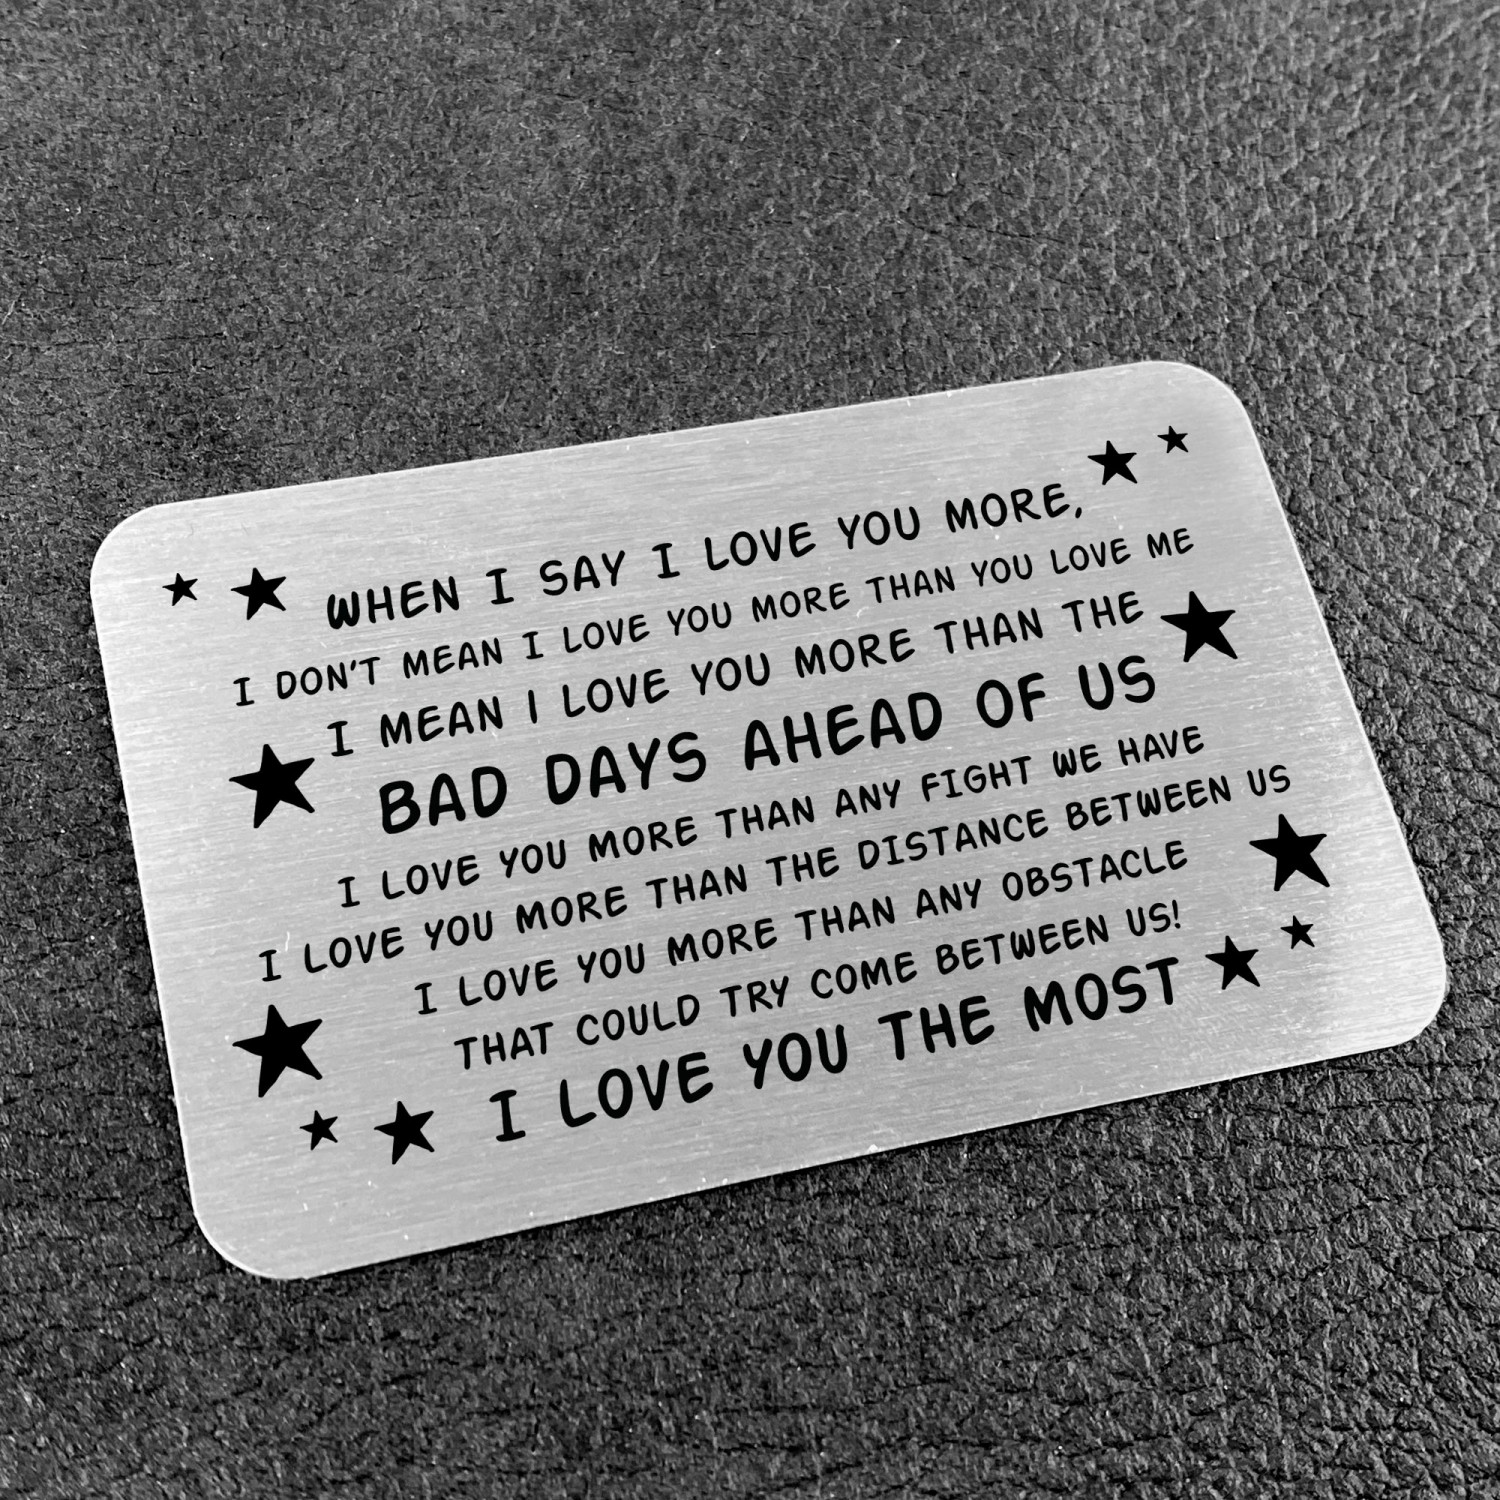 WHEN I SAY I LOVE YOU MORE,
I DON'T MEAN I LOVE YOU MORE THAN YOU LOVE ME
I MEAN I LOVE YOU MORE THAN THE
BAD DAYS AHEAD OF US
I LOVE YOU MORE THAN ANY FIGHT WE HAVE
I LOVE YOU MORE THAN THE DISTANCE BETWEEN US
I LOVE YOU MORE THAN ANY OBSTACLE
THAT COULD TRY COME BETWEEN US!
I LOVE YOU THE MOST